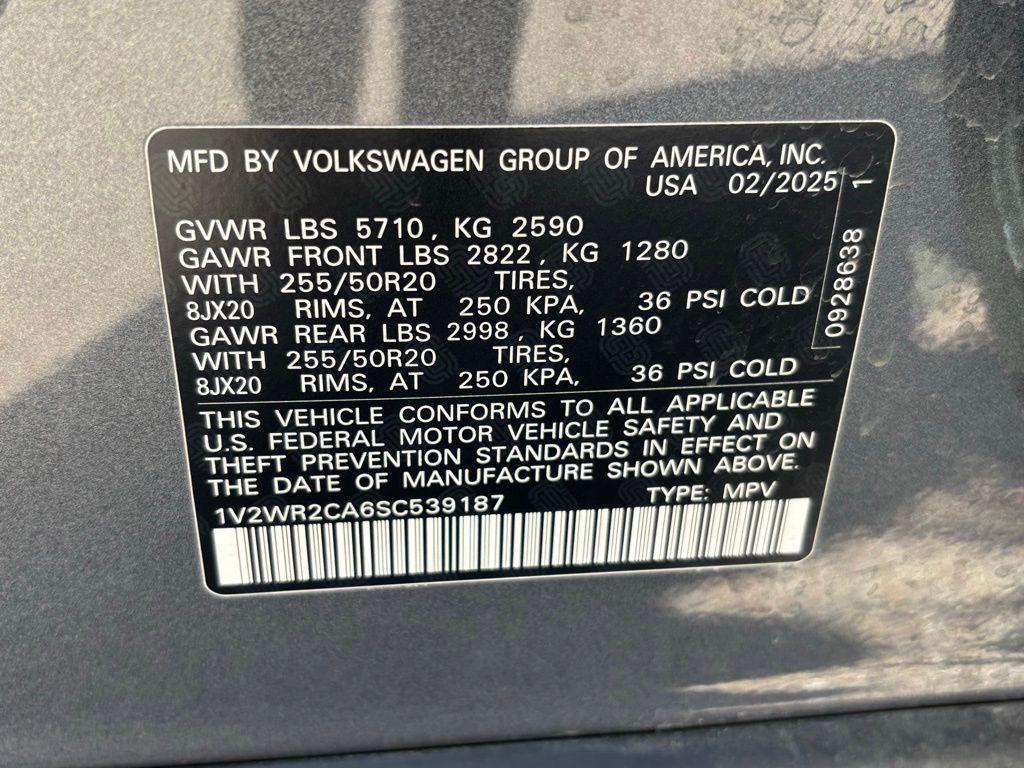 MFD BY VOLKSWAGEN GROUP OF AMERICA, INC.
USA 02/2025
GVWR LBS 5710, KG 2590
GAWR FRONT LBS 2822, KG 1280
WITH 255/50R20 TIRES,
8JX20 RIMS, AT 250 KPA, 36 PSI COLD
GAWR REAR LBS 2998, KG 1360
WITH 255/50R20 TIRES,
8JX20 RIMS, AT 250 KPA, 36 PSI COLD
THIS VEHICLE CONFORMS TO ALL APPLICABLE
U.S. FEDERAL MOTOR VEHICLE SAFETY AND
THEFT PREVENTION STANDARDS IN EFFECT ON
THE DATE OF MANUFACTURE SHOWN ABOVE.
1V2WR2CA6SC539187 TYPE: MPV
0928638 1